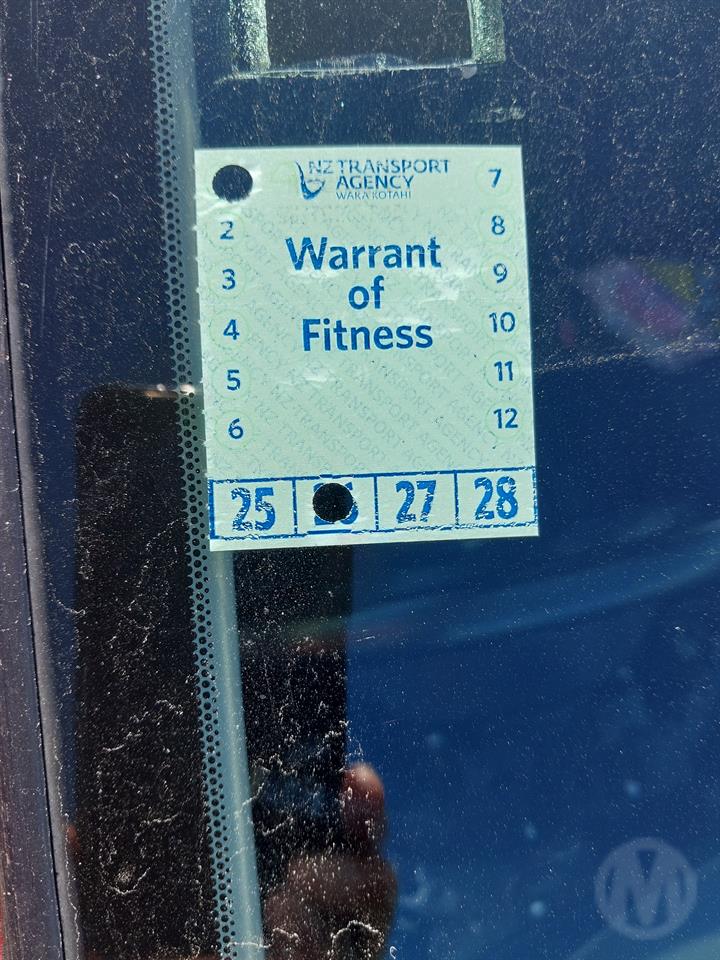 NZ TRANSPORT
AGENCY
WAKA KOTAHI
Warrant
of
Fitness
2
3
4
5
6
7
8
9
10
11
12
25 27 28
M